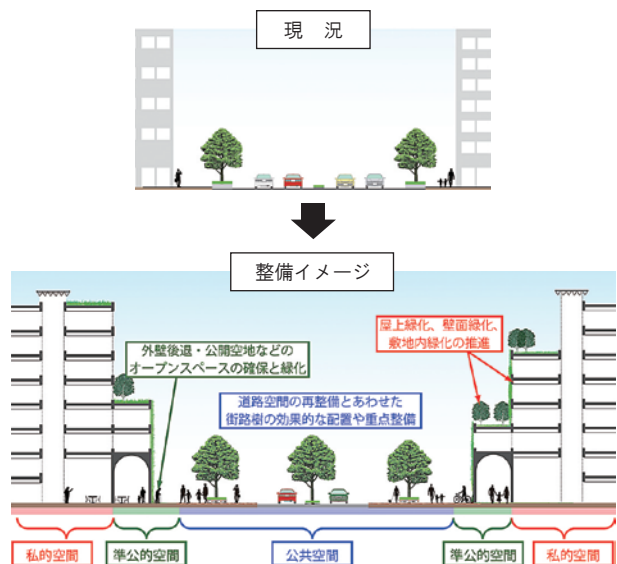 現　況
整備イメージ
外壁後退・公開空地などの
オープンスペースの確保と緑化
屋上緑化、壁面緑化、
敷地内緑化の推進
道路空間の再整備とあわせた
街路樹の効果的な配置や重点整備
私的空間
準公的空間
公共空間
準公的空間
私的空間